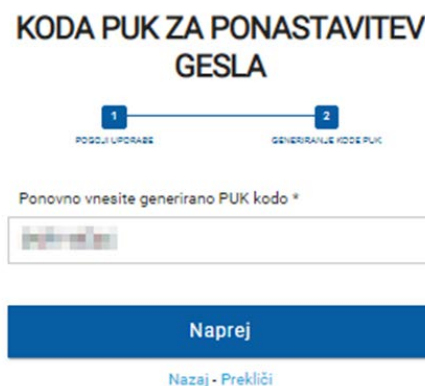 KODA PUK ZA PONASTAVITEV
GESLA
1
2
POGOJI UPORABE
GENERIRANJE KODE PUK
Ponovno vnesite generirano PUK kodo *
Naprej
Nazaj - Prekliči